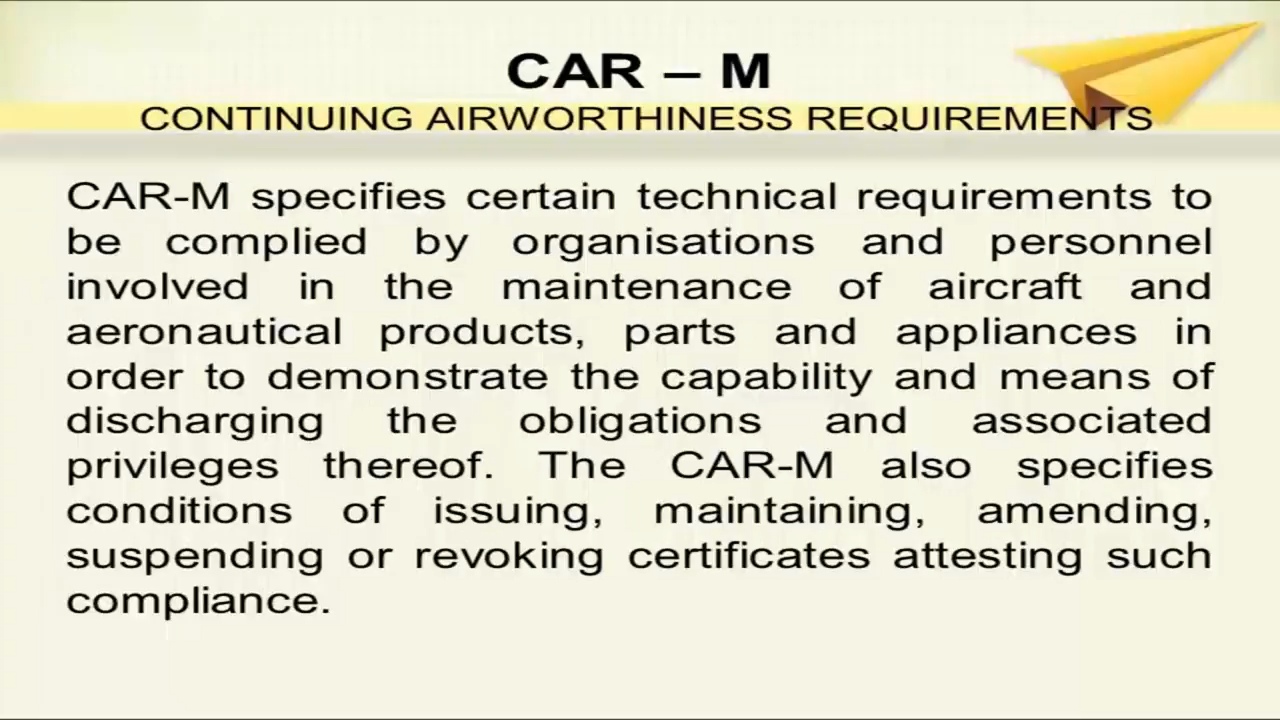 CAR – M
CONTINUING AIRWORTHINESS REQUIREMENTS
CAR-M specifies certain technical requirements to
be complied by organisations and personnel
involved in the maintenance of aircraft and
aeronautical products, parts and appliances in
order to demonstrate the capability and means of
discharging the obligations and associated
privileges thereof. The CAR-M also specifies
conditions of issuing, maintaining, amending,
suspending or revoking certificates attesting such
compliance.